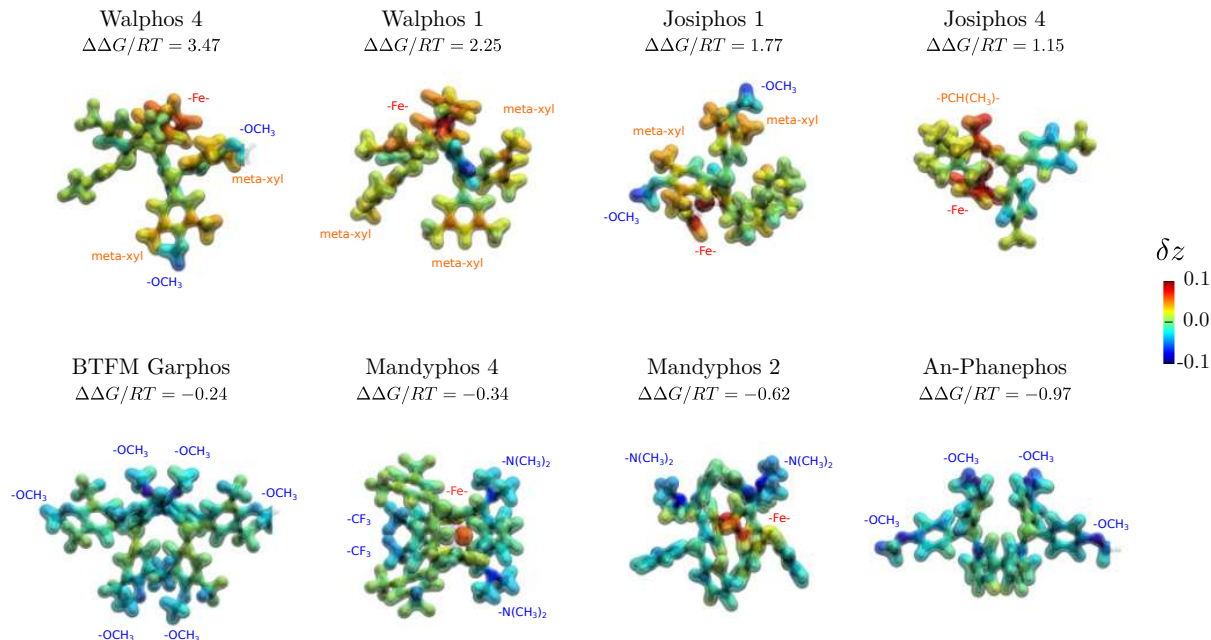 Walphos 4
ΔΔG/RT = 3.47
-Fe-
-OCH3
meta-xyl
meta-xyl
-OCH3
Walphos 1
ΔΔG/RT = 2.25
-Fe-
meta-xyl
meta-xyl
meta-xyl
Josiphos 1
ΔΔG/RT = 1.77
-OCH3
meta-xyl
meta-xyl
-OCH3
-Fe-
Josiphos 4
ΔΔG/RT = 1.15
-PCH(CH3)-
-Fe-
δz
0.1
0.0
-0.1
BTFM Garphos
ΔΔG/RT = −0.24
-OCH3
-OCH3
-OCH3
-OCH3
-OCH3
-OCH3
Mandyphos 4
ΔΔG/RT = −0.34
-N(CH3)2
-Fe-
-CF3
-CF3
-N(CH3)2
Mandyphos 2
ΔΔG/RT = −0.62
-N(CH3)2
-N(CH3)2
-Fe-
An-Phanephos
ΔΔG/RT = −0.97
-OCH3
-OCH3
-OCH3
-OCH3